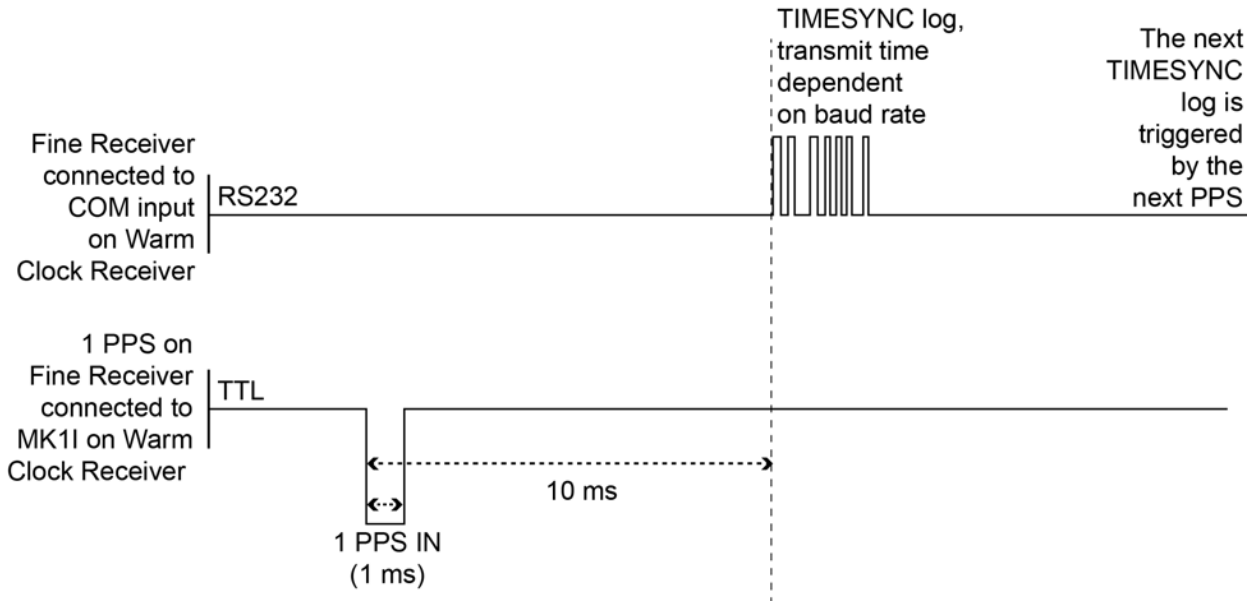 TIMESYNC log,
transmit time
dependent
on baud rate
The next
TIMESYNC
log is
triggered
by the
next PPS
Fine Receiver
connected to
COM input
on Warm
Clock Receiver
RS232
1 PPS on
Fine Receiver
connected to
MK1I on Warm
Clock Receiver
TTL
10 ms
1 PPS IN
(1 ms)